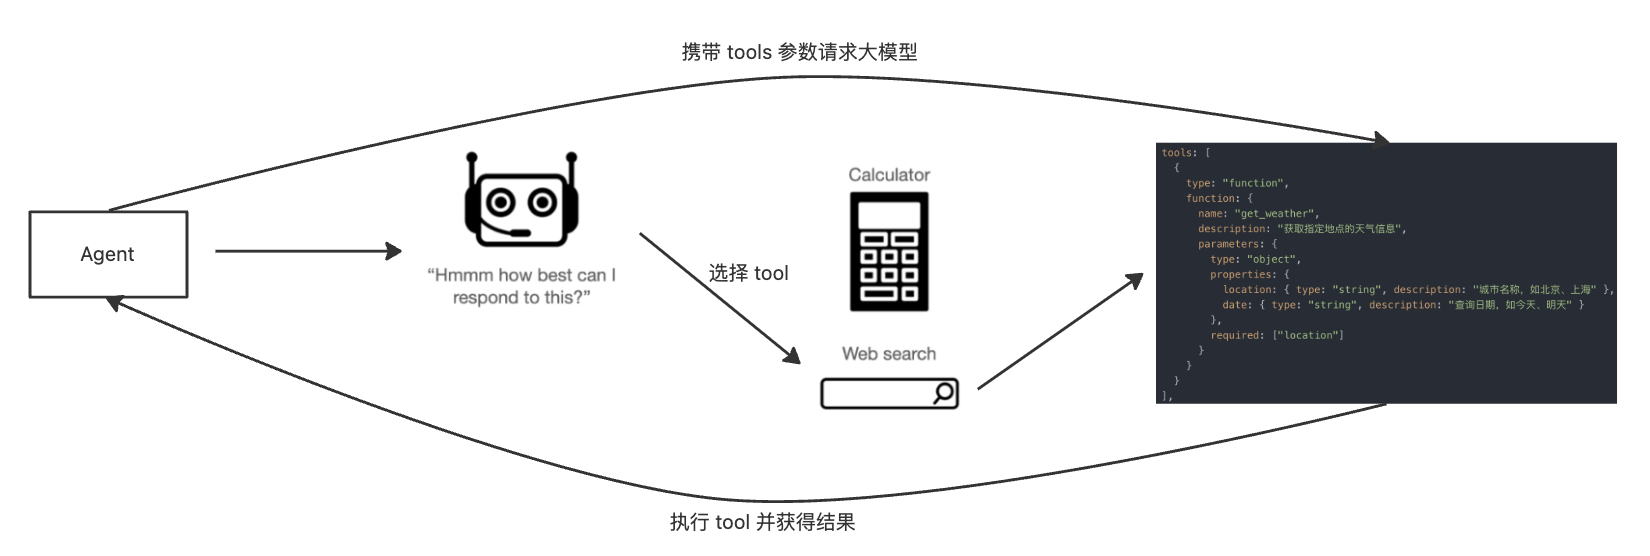 携带 tools 参数请求大模型
Agent
“Hmmm how best can I
respond to this?”
选择 tool
Calculator
Web search
tools: [
{
type: "function",
function: {
name: "get_weather",
description: "获取指定地点的天气信息",
parameters: {
type: "object",
properties: {
location: { type: "string", description: "城市名称，如北京、上海" },
date: { type: "string", description: "查询日期，如今天、明天" }
},
required: ["location"]
}
}
}
],
执行 tool 并获得结果